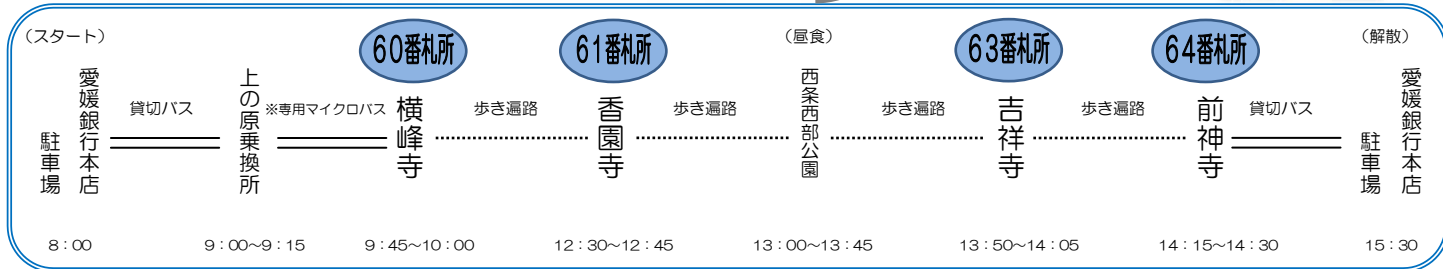 （スタート）
愛媛銀行本店
駐車場
8：00
貸切バス
上の原乗換所
9：00～9：15
※専用マイクロバス
60番札所
横峰寺
9：45～10：00
歩き遍路
61番札所
香園寺
12：30～12：45
歩き遍路
（昼食）
西条西部公園
13：00～13：45
歩き遍路
63番札所
吉祥寺
13：50～14：05
歩き遍路
64番札所
前神寺
14：15～14：30
貸切バス
（解散）
愛媛銀行本店
駐車場
15：30